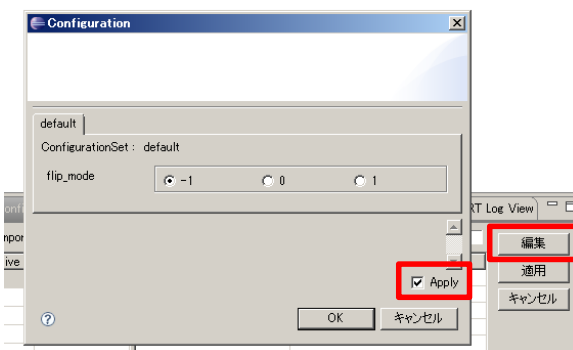 Configuration
default
ConfigurationSet : default
flip_mode
-1
0
1
RT Log View
編集
ive
適用
Apply
キャンセル
OK
キャンセル